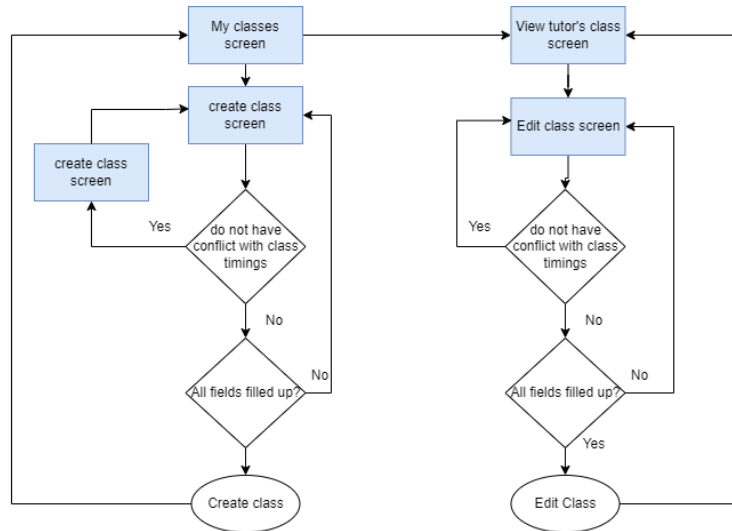 My classes
screen
View tutor's class
screen
create class
screen
Edit class screen
create class
screen
Yes
do not have
conflict with class
timings
Yes
do not have
conflict with class
timings
No
No
All fields filled up?
No
All fields filled up?
No
Yes
Create class
Edit Class